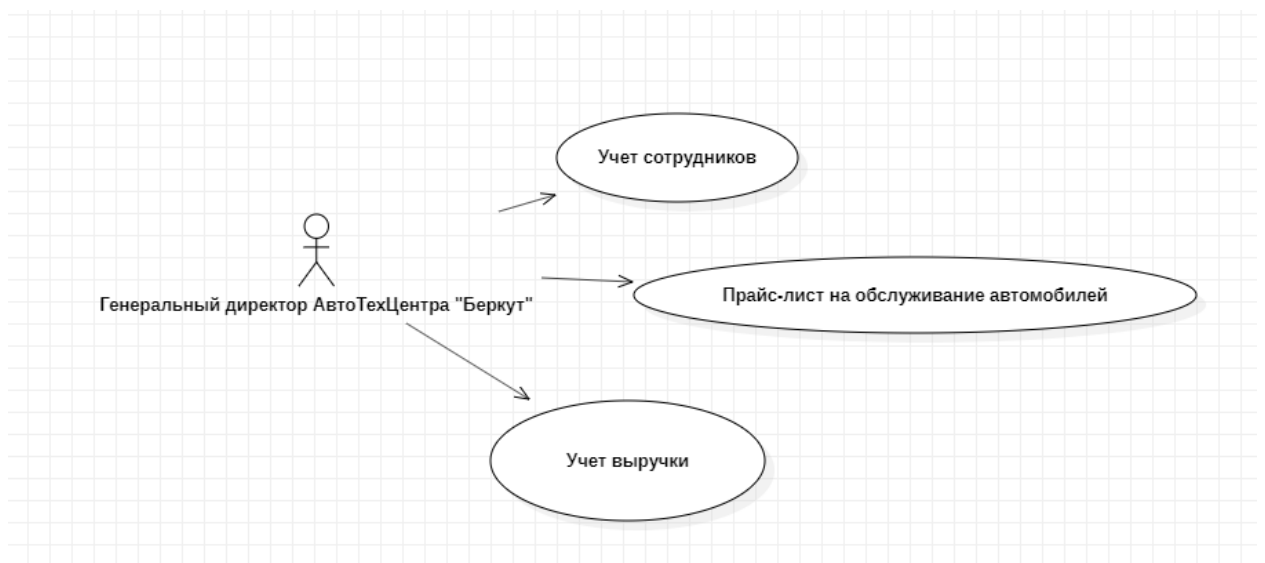 Учет сотрудников
Прайс-лист на обслуживание автомобилей
Генеральный директор АвтоТехЦентра "Беркут"
Учет выручки